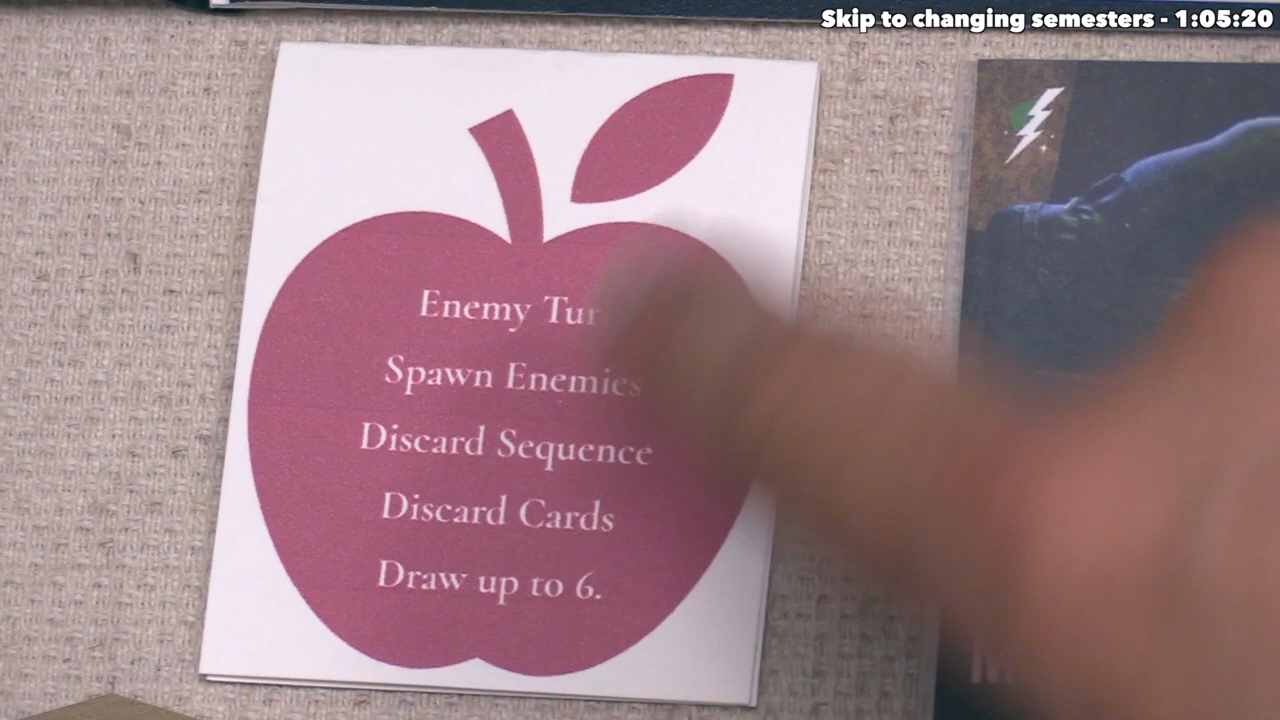 Skip to changing semesters - 1:05:20
Enemy Tur
Spawn Enemies
Discard Sequence
Discard Cards
Draw up to 6.